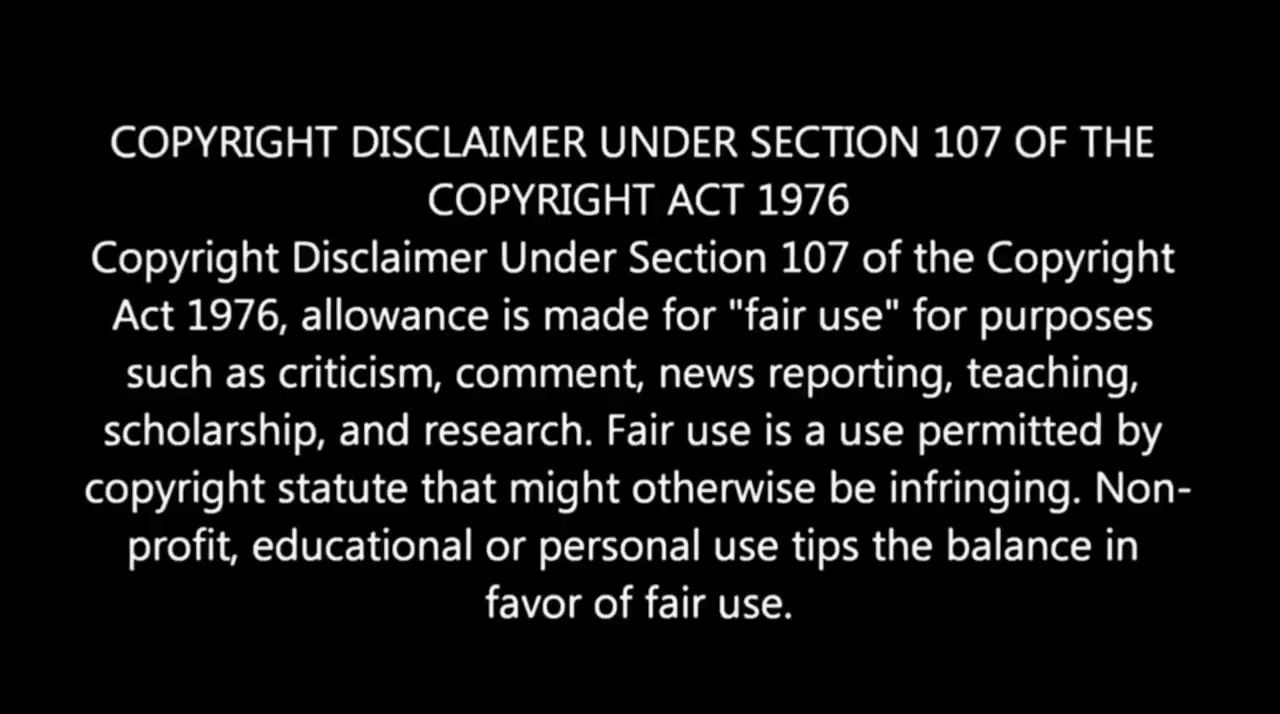 COPYRIGHT DISCLAIMER UNDER SECTION 107 OF THE
COPYRIGHT ACT 1976
Copyright Disclaimer Under Section 107 of the Copyright
Act 1976, allowance is made for "fair use" for purposes
such as criticism, comment, news reporting, teaching,
scholarship, and research. Fair use is a use permitted by
copyright statute that might otherwise be infringing. Non-
profit, educational or personal use tips the balance in
favor of fair use.